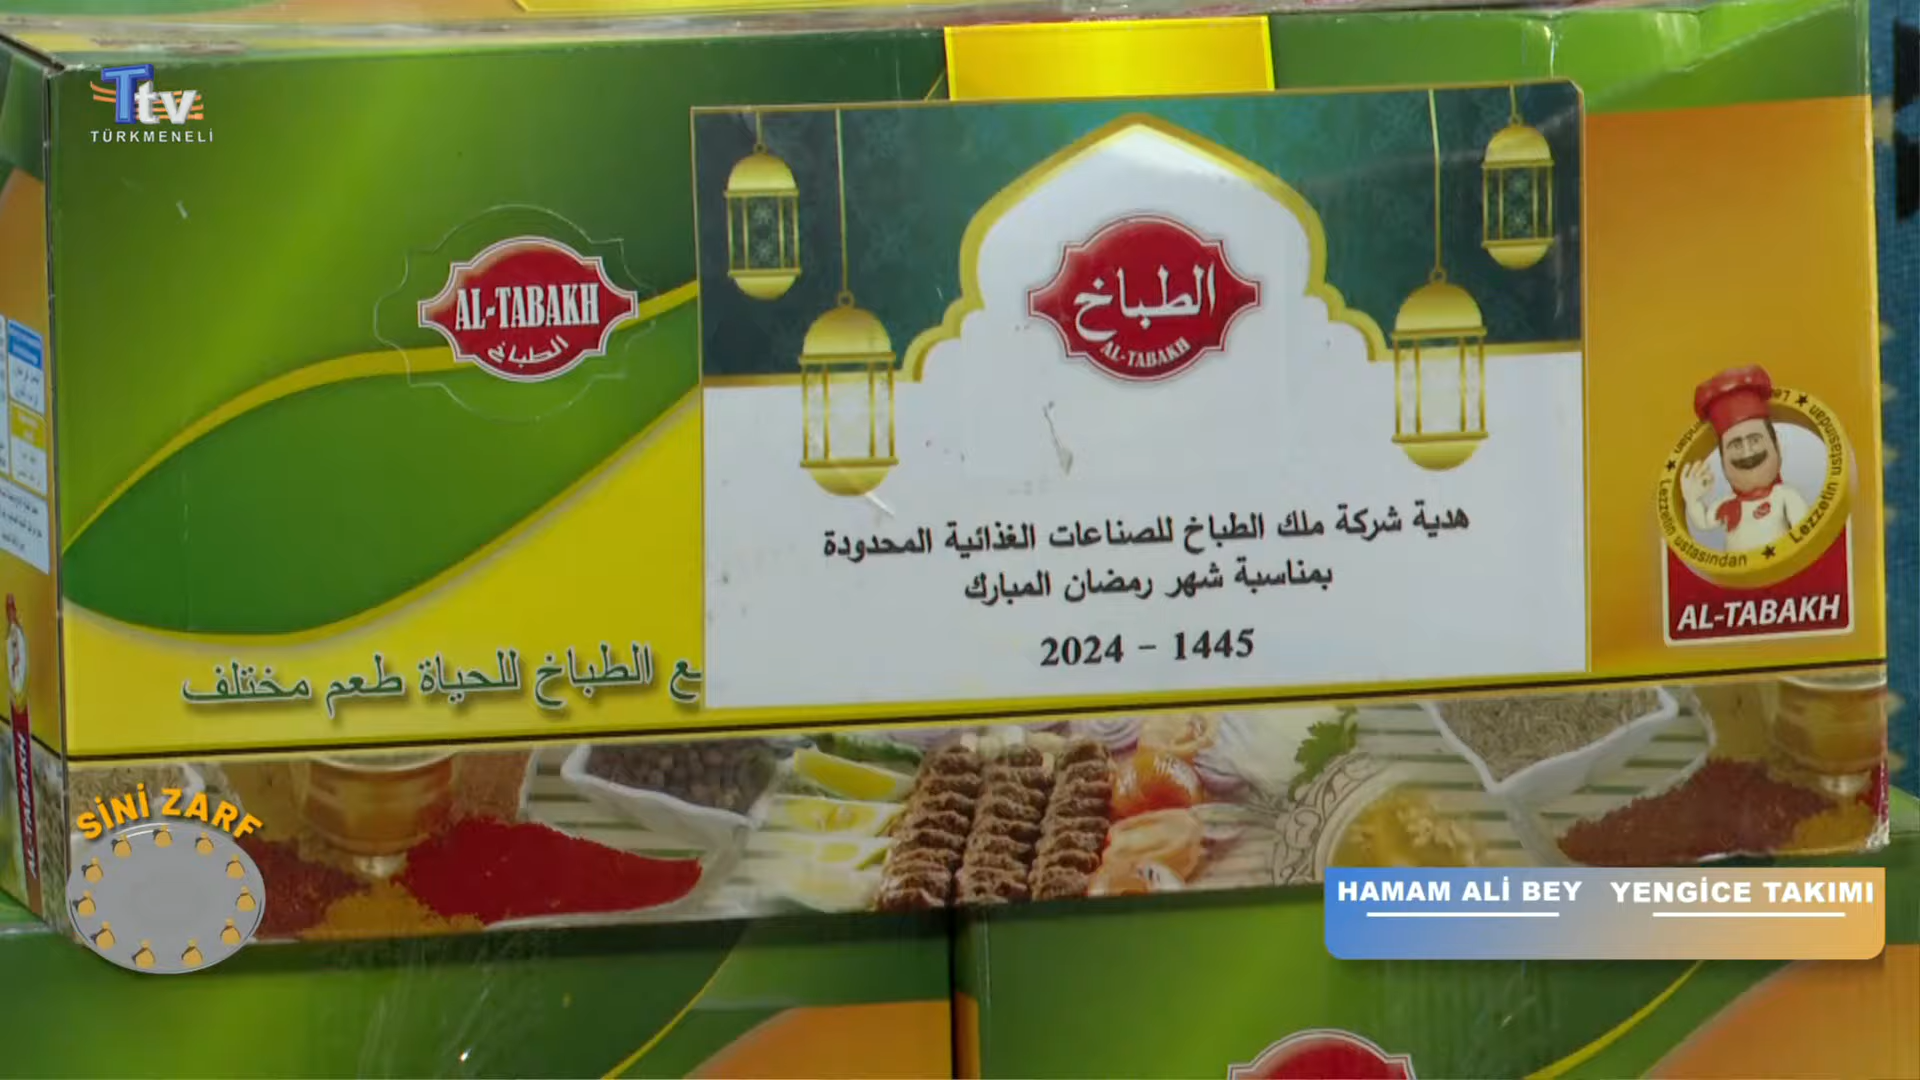 Ttv
TÜRKMENELİ
AL-TABAKH
الطباخ
الطباخ
AL-TABAKH
هدية شركة ملك الطباخ للصناعات الغذائية المحدودة
بمناسبة شهر رمضان المبارك
2024 - 1445
ع الطباخ للحياة طعم مختلف
Lezzetin ustasından ★ Lezzetin ustasından ★
AL-TABAKH
AL-TABAKH
SİNİ ZARF
HAMAM ALİ BEY YENGİCE TAKIMI